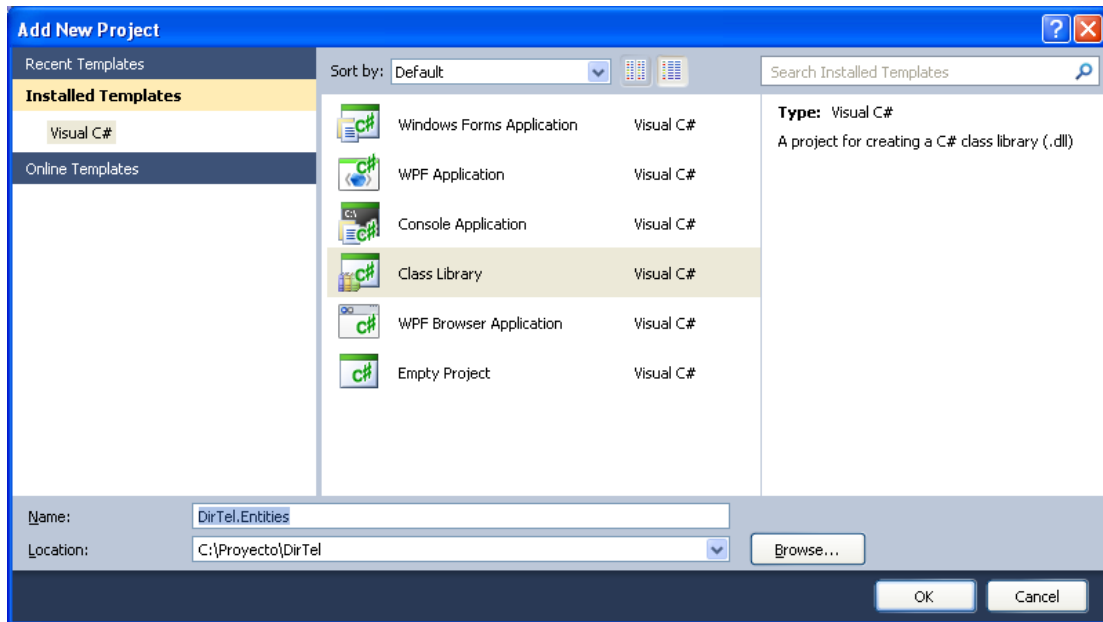 Add New Project
Recent Templates
Installed Templates
Visual C#
Online Templates
Sort by: Default
Search Installed Templates
Windows Forms Application Visual C#
WPF Application Visual C#
Console Application Visual C#
Class Library Visual C#
WPF Browser Application Visual C#
Empty Project Visual C#
Type: Visual C#
A project for creating a C# class library (.dll)
Name: DirTel.Entities
Location: C:\Proyecto\DirTel
Browse...
OK Cancel